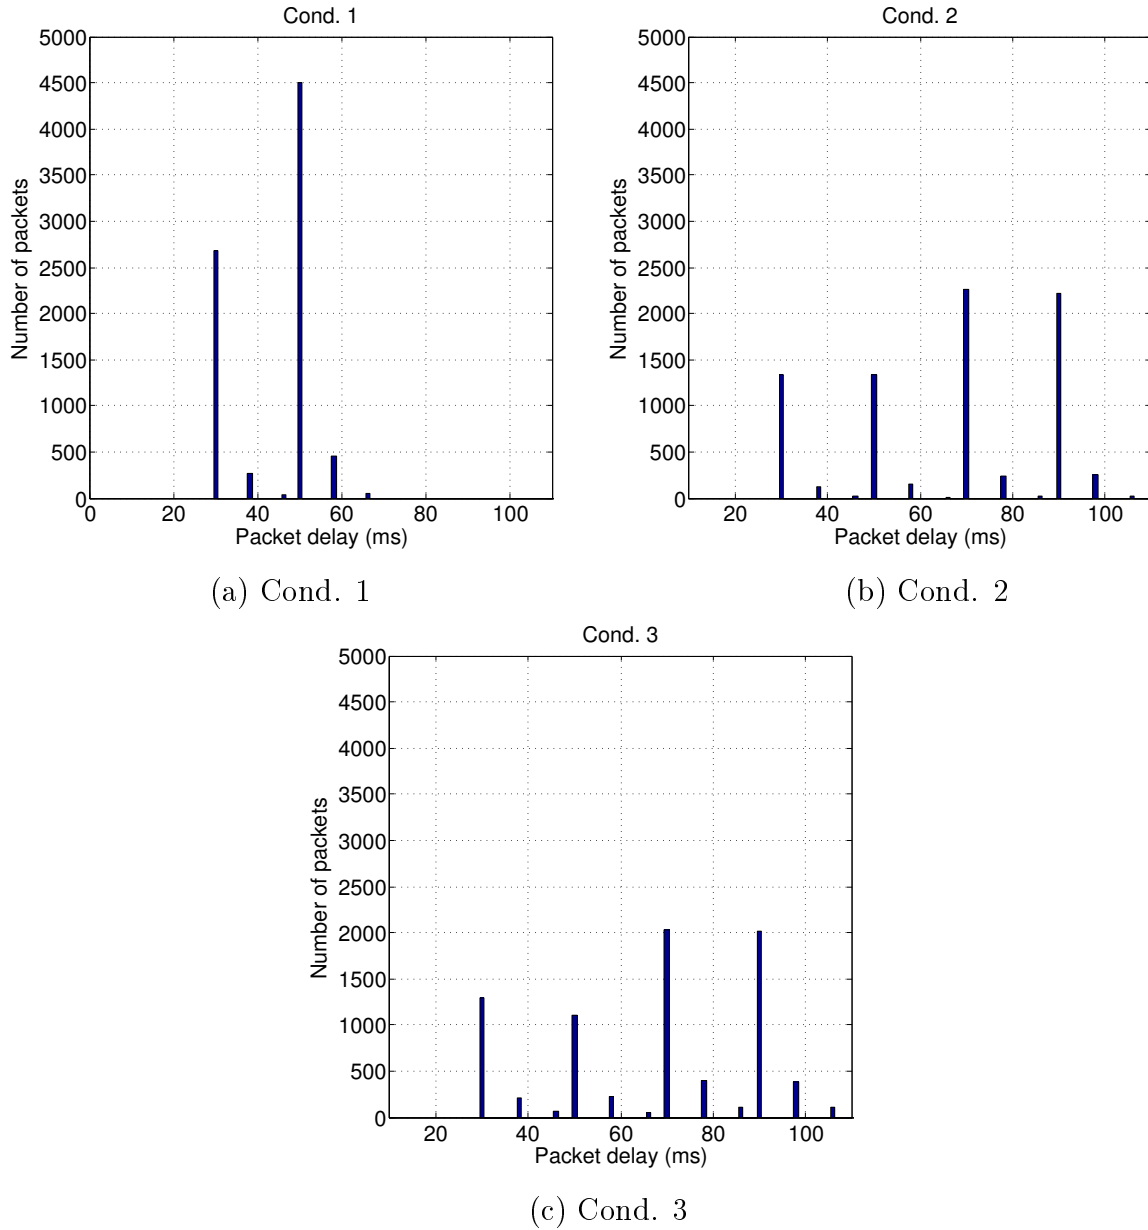 Cond. 1
5000
4500
4000
3500
3000
2500
2000
1500
1000
500
0
Number of packets
0 20 40 60 80 100
Packet delay (ms)
(a) Cond. 1
Cond. 2
5000
4500
4000
3500
3000
2500
2000
1500
1000
500
0
Number of packets
20 40 60 80 100
Packet delay (ms)
(b) Cond. 2
Cond. 3
5000
4500
4000
3500
3000
2500
2000
1500
1000
500
0
Number of packets
20 40 60 80 100
Packet delay (ms)
(c) Cond. 3